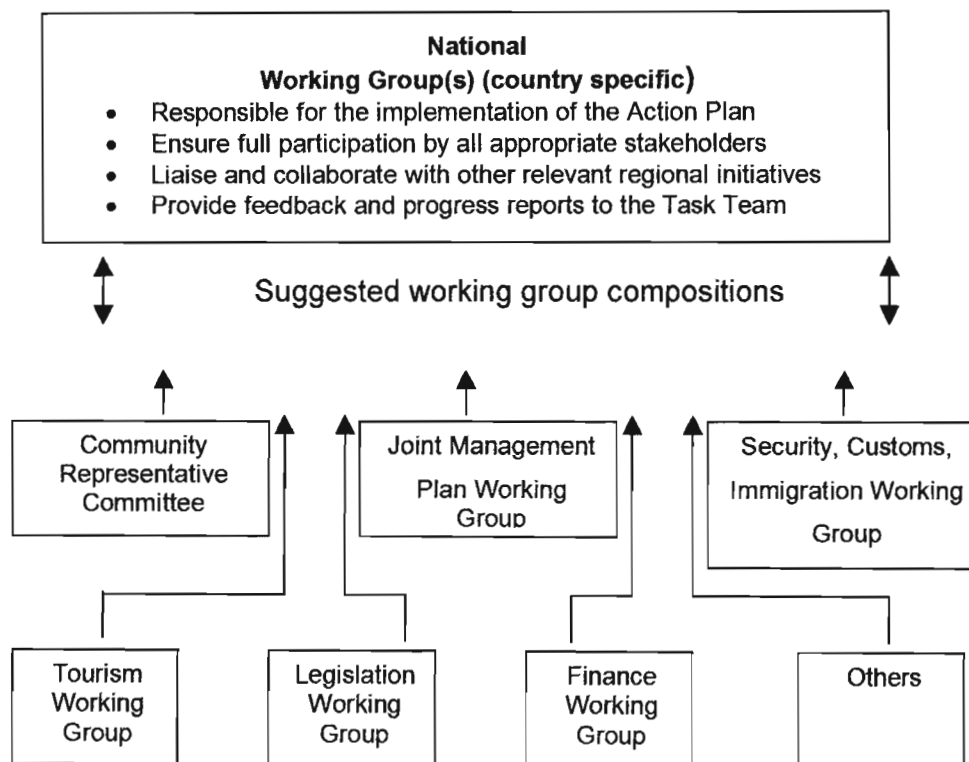 National
Working Group(s) (country specific)
• Responsible for the implementation of the Action Plan
• Ensure full participation by all appropriate stakeholders
• Liaise and collaborate with other relevant regional initiatives
• Provide feedback and progress reports to the Task Team
Suggested working group compositions
Community
Representative
Committee
Joint Management
Plan Working
Group
Security, Customs,
Immigration Working
Group
Tourism
Working
Group
Legislation
Working
Group
Finance
Working
Group
Others